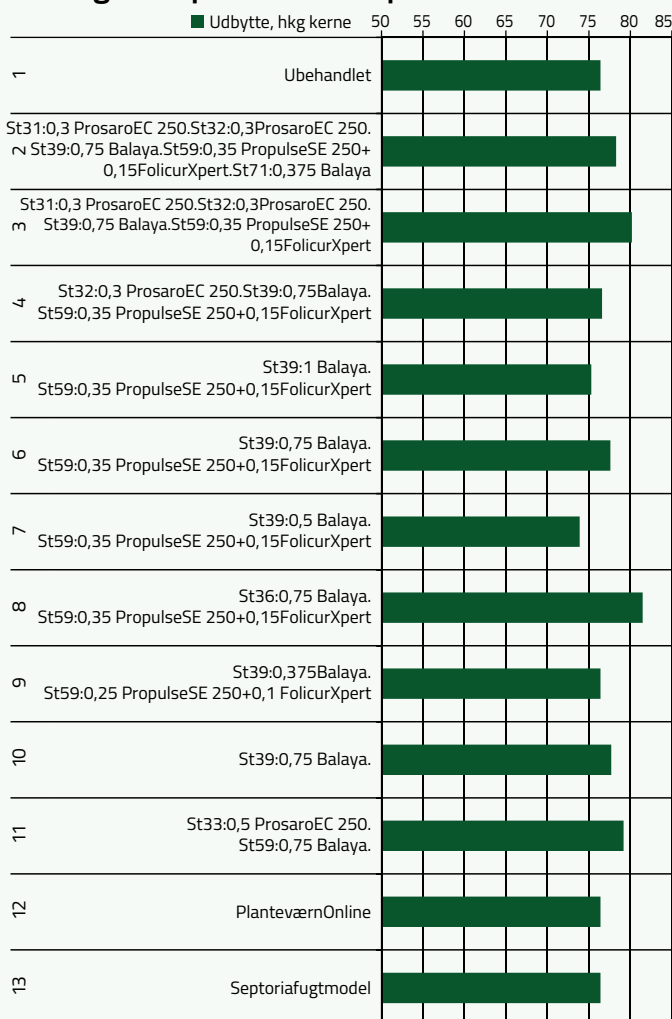 Udbytte, hkg kerne 50 55 60 65 70 75 80 85
1 Ubehandlet
St31:0,3 ProsaroEC 250.St32:0,3ProsaroEC 250.
2 St39:0,75 Balaya.St59:0,35 PropulseSE 250+
0,15FolicurXpert.St71:0,375 Balaya
St31:0,3 ProsaroEC 250.St32:0,3ProsaroEC 250.
3 St39:0,75 Balaya.St59:0,35 PropulseSE 250+
0,15FolicurXpert
4 St32:0,3 ProsaroEC 250.St39:0,75Balaya.
St59:0,35 PropulseSE 250+0,15FolicurXpert
5 St39:1 Balaya.
St59:0,35 PropulseSE 250+0,15FolicurXpert
6 St39:0,75 Balaya.
St59:0,35 PropulseSE 250+0,15FolicurXpert
7 St39:0,5 Balaya.
St59:0,35 PropulseSE 250+0,15FolicurXpert
8 St36:0,75 Balaya.
St59:0,35 PropulseSE 250+0,15FolicurXpert
9 St39:0,375Balaya.
St59:0,25 PropulseSE 250+0,1 FolicurXpert
10 St39:0,75 Balaya.
11 St33:0,5 ProsaroEC 250.
St59:0,75 Balaya.
12 PlanteværnOnline
13 Septoriafugtmodel